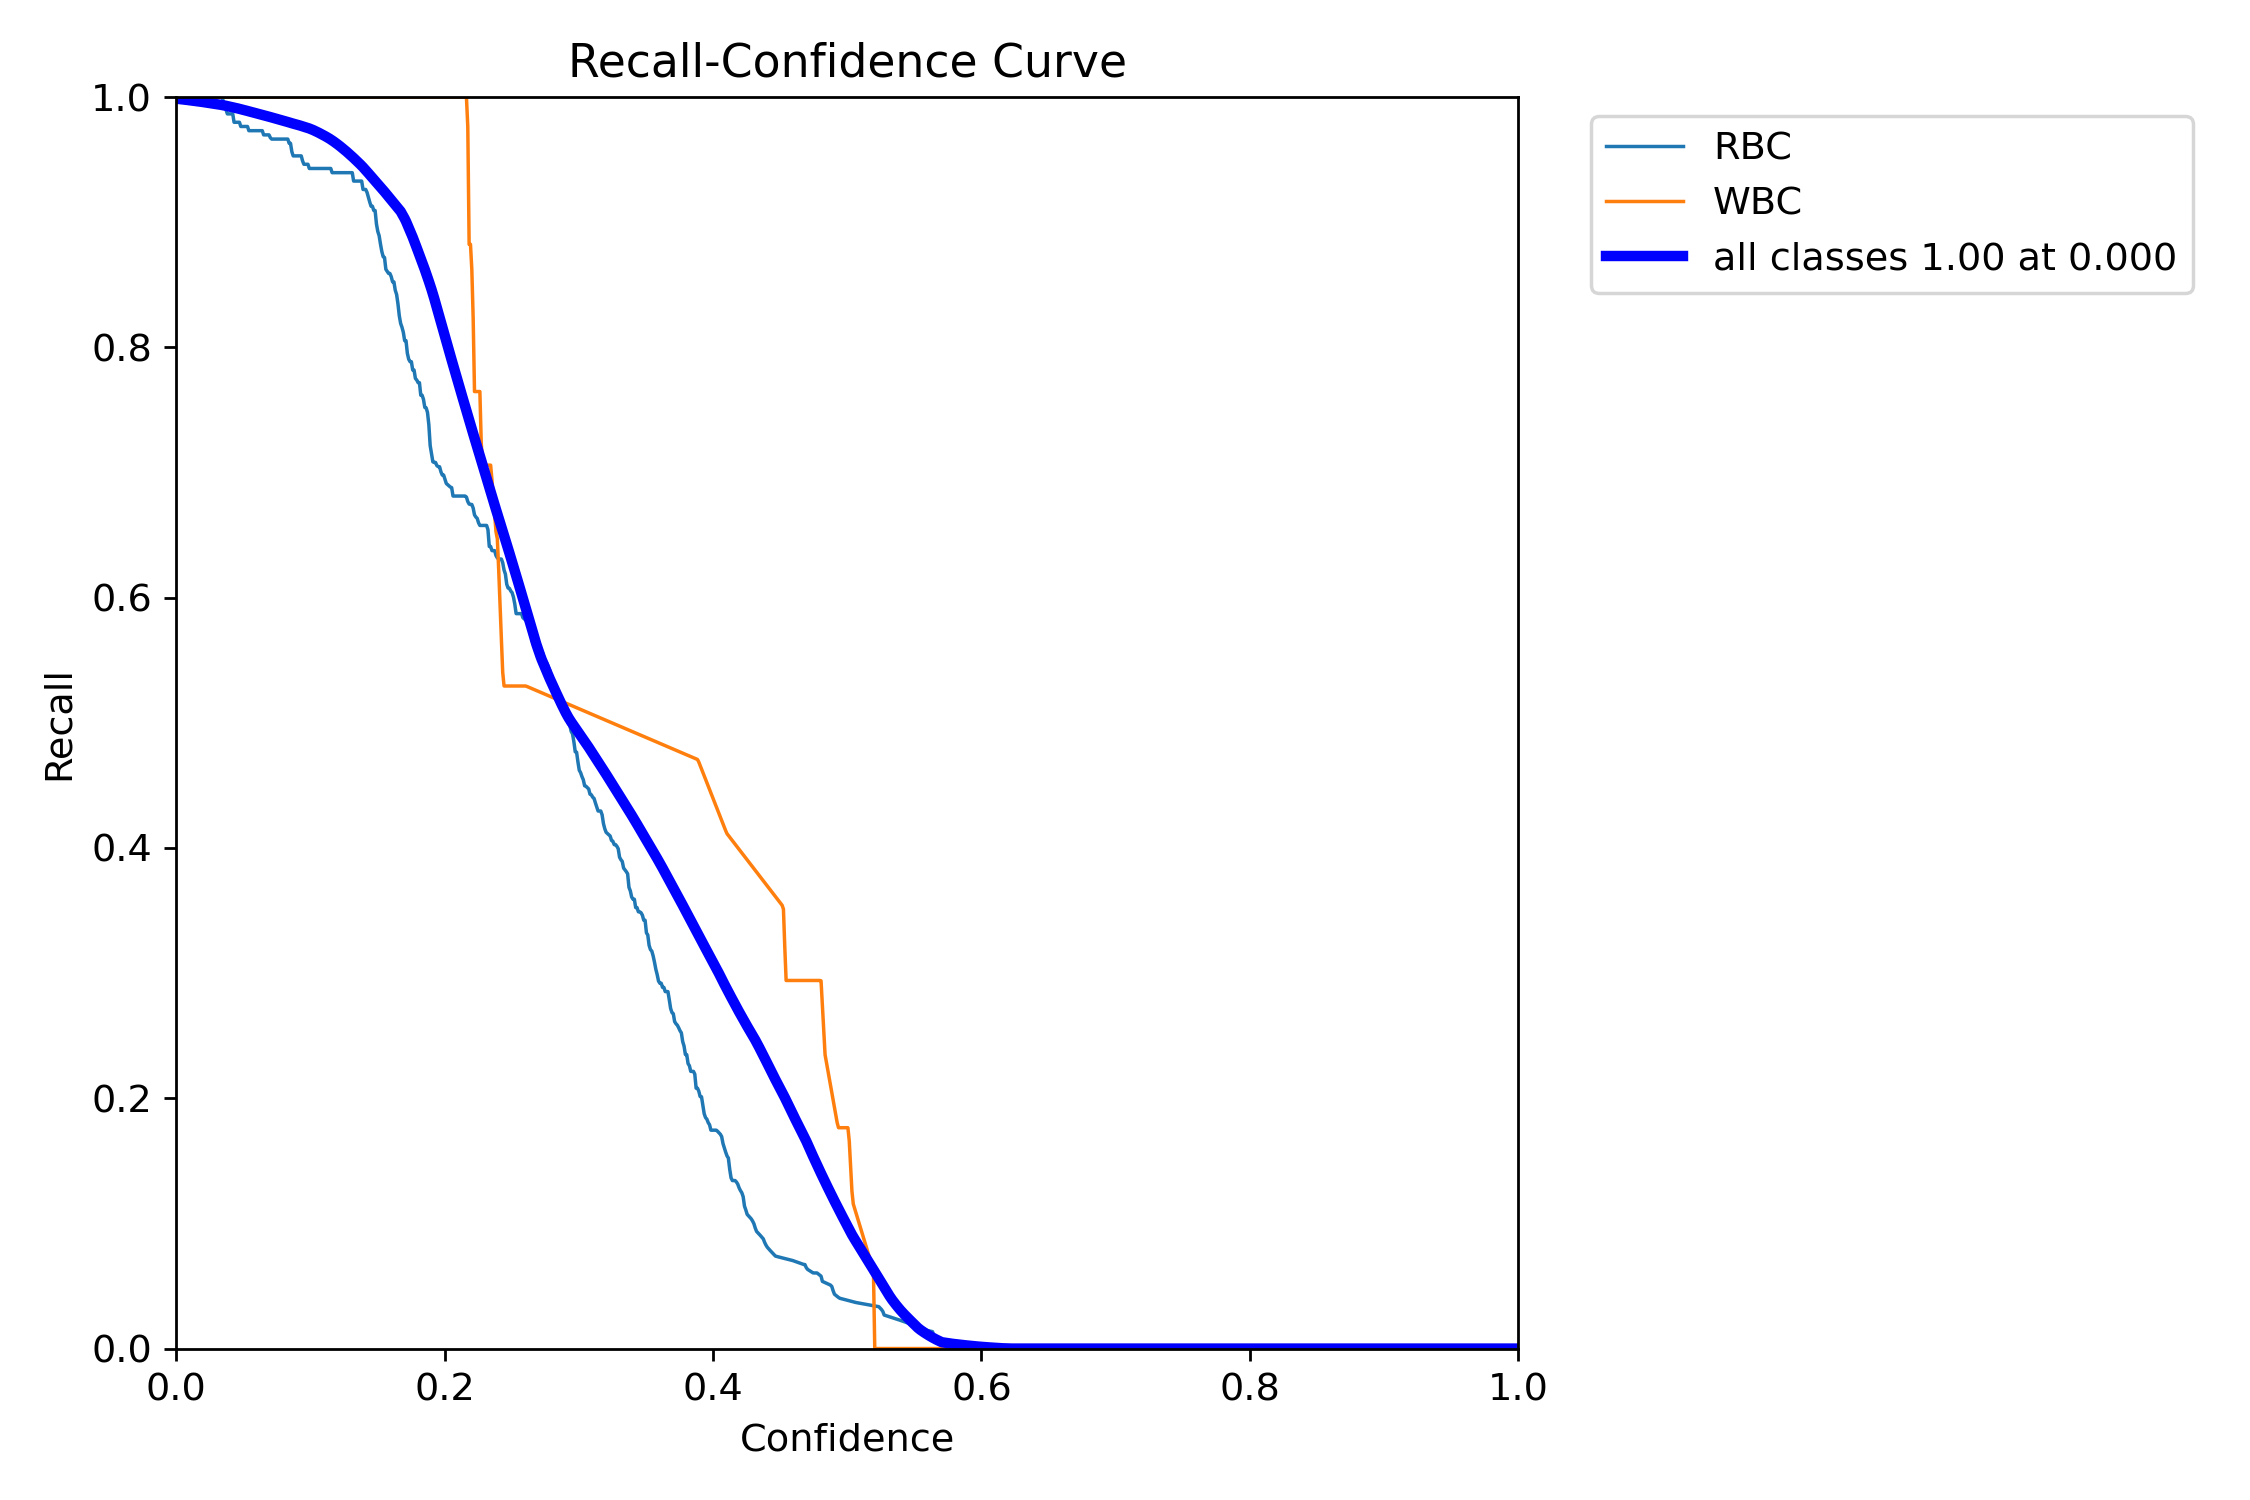 Recall-Confidence Curve
1.0
0.8
0.6
0.4
0.2
0.0
Recall
0.0 0.2 0.4 0.6 0.8 1.0
Confidence
RBC
WBC
all classes 1.00 at 0.000